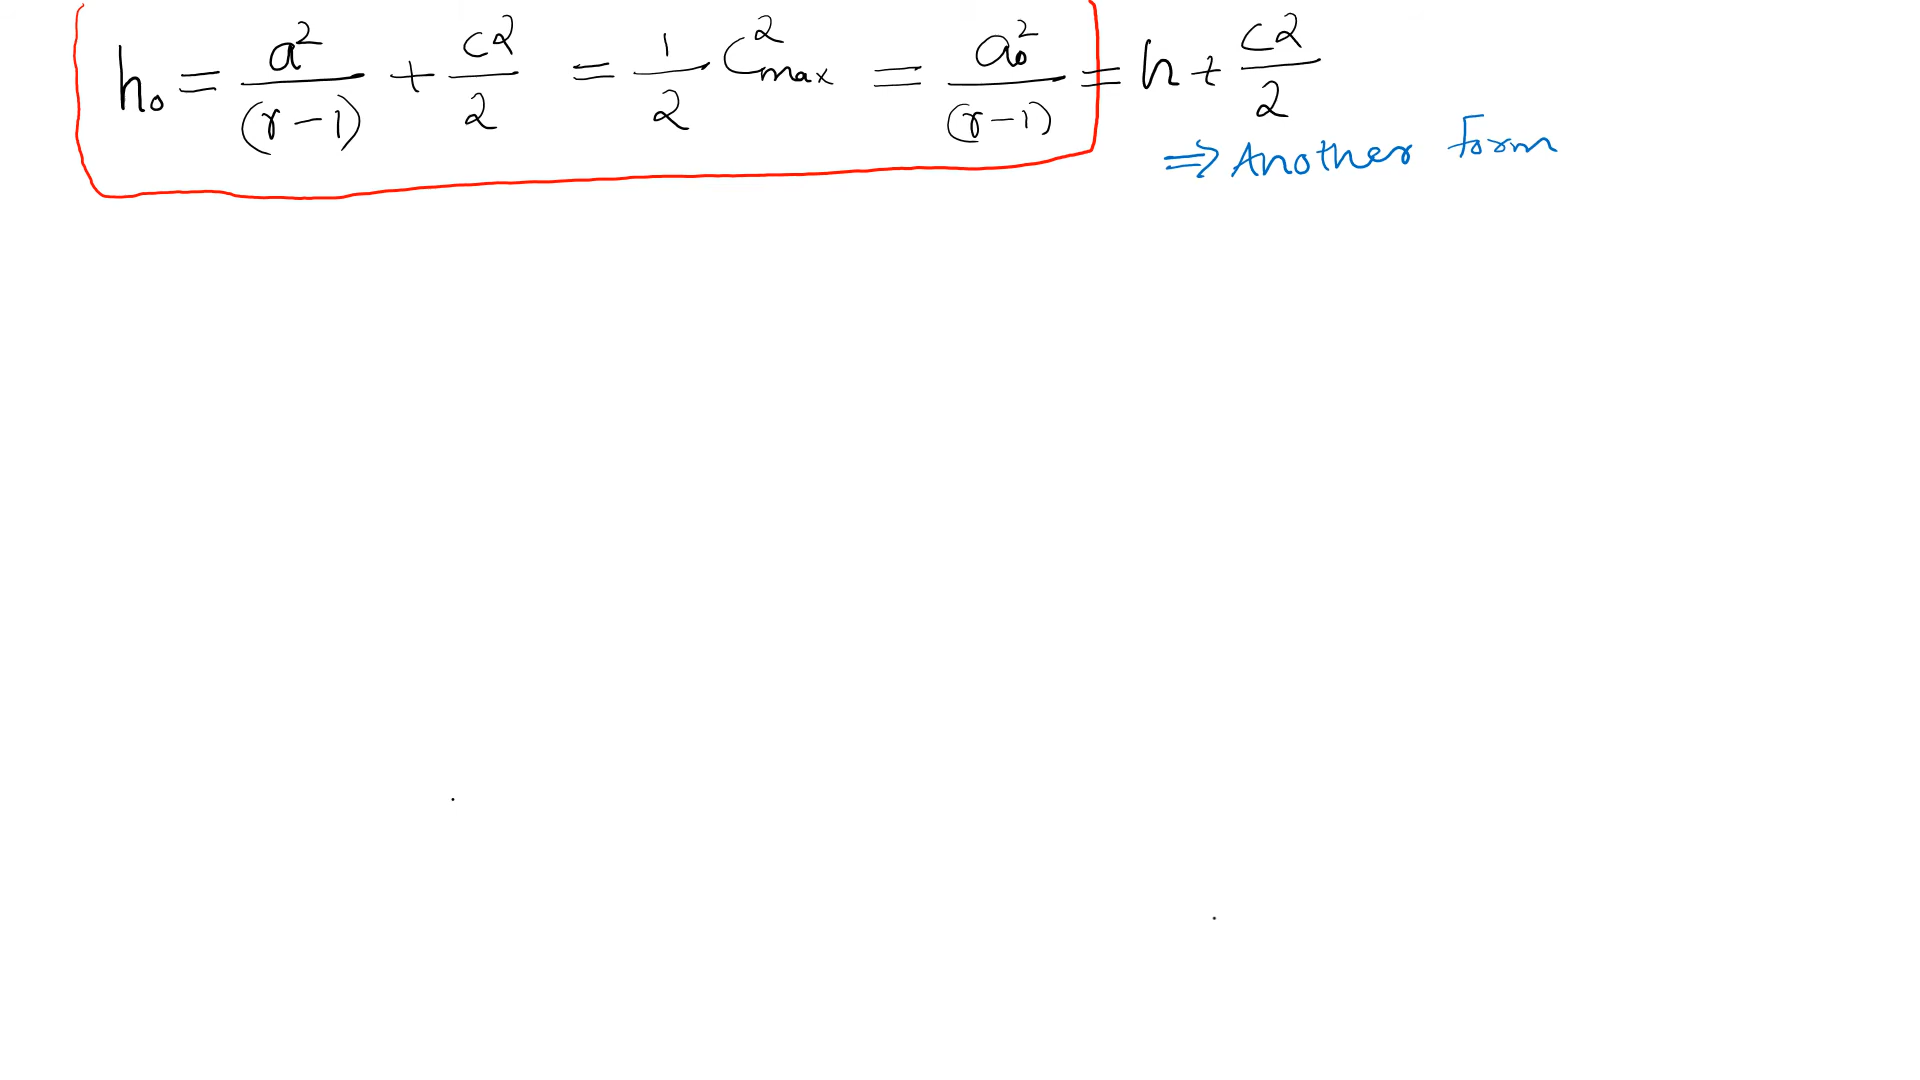 h₀ = a²/(γ-1) + c²/2 = 1/2 C²max = a₀²/(γ-1) = h + c²/2
⇒ Another form